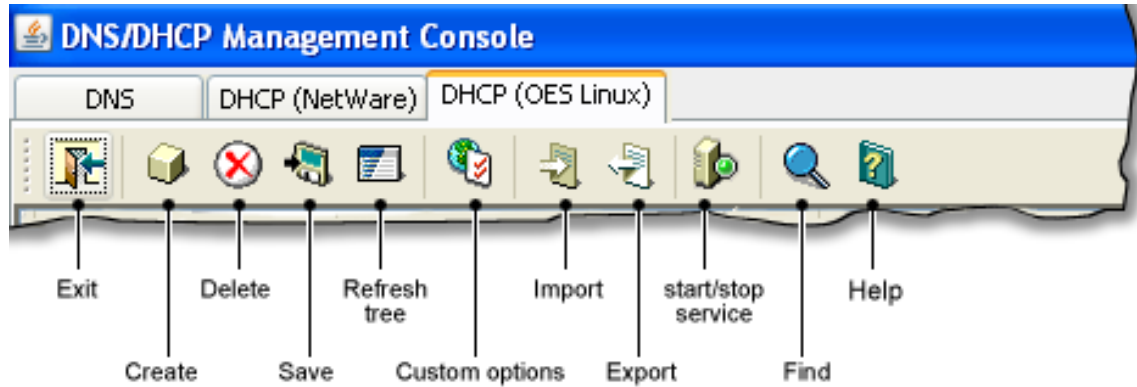 DNS/DHCP Management Console
DNS
DHCP (NetWare)
DHCP (OES Linux)
Exit
Delete
Refresh
tree
Import
start/stop
service
Help
Create
Save
Custom options
Export
Find